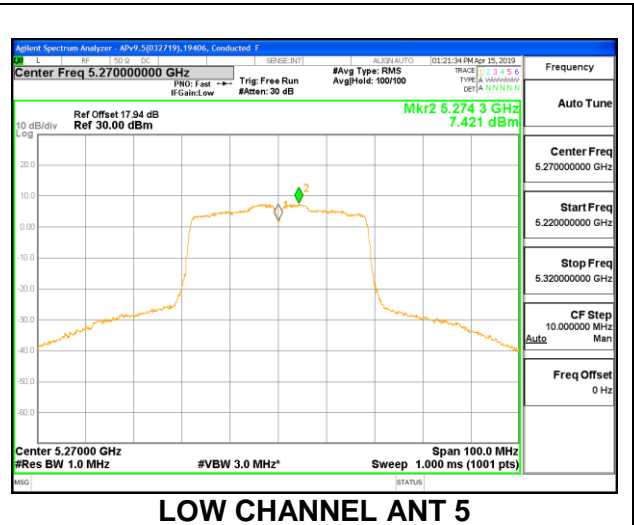 Agilent Spectrum Analyzer - APv9.5(032719),19406, Conducted F
L RF 50 Ω DC SENSE:INT ALIGN AUTO 01:21:34 PM Apr 15, 2019
Center Freq 5.270000000 GHz
PNO: Fast
IFGain:Low
Trig: Free Run
#Atten: 30 dB
#Avg Type: RMS
Avg|Hold: 100/100
TRACE 1 2 3 4 5 6
TYPE A WWWWW
DET A N N N N N
Frequency
Auto Tune
Center Freq
5.270000000 GHz
Start Freq
5.220000000 GHz
Stop Freq
5.320000000 GHz
CF Step
10.000000 MHz
Auto Man
Freq Offset
0 Hz
Mkr2 5.274 3 GHz
7.421 dBm
Ref Offset 17.94 dB
10 dB/div Ref 30.00 dBm
Log
20.0
10.0
0.00
-10.0
-20.0
-30.0
-40.0
-50.0
-60.0
1
2
Center 5.27000 GHz Span 100.0 MHz
#Res BW 1.0 MHz #VBW 3.0 MHz* Sweep 1.000 ms (1001 pts)
MSG STATUS
LOW CHANNEL ANT 5